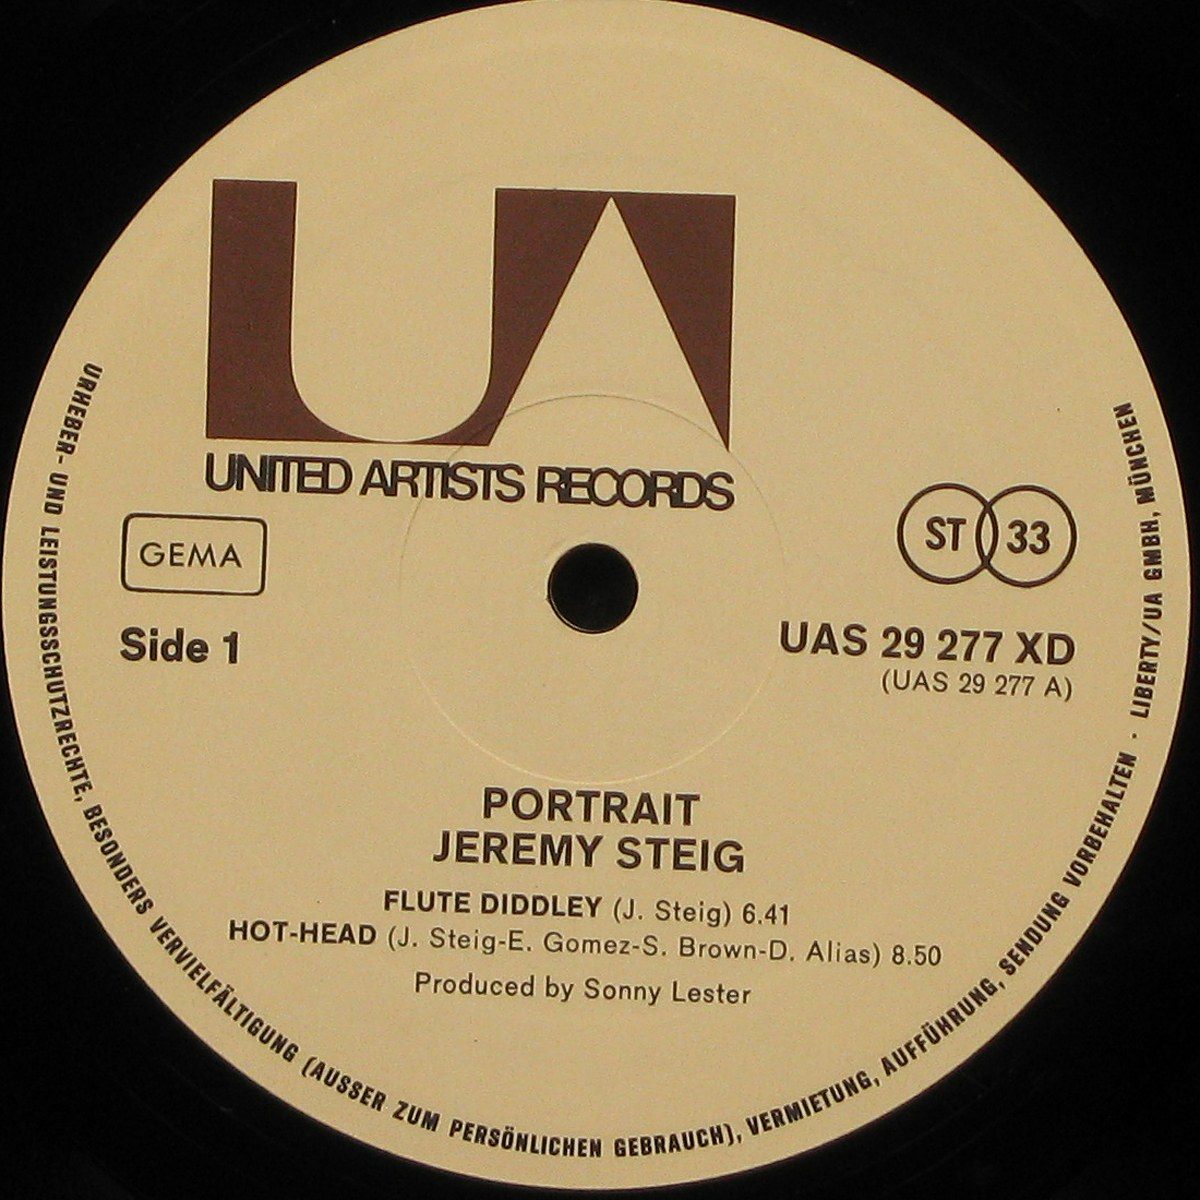 UA
UNITED ARTISTS RECORDS
GEMA
ST 33
Side 1
UAS 29 277 XD
(UAS 29 277 A)
PORTRAIT
JEREMY STEIG
FLUTE DIDDLEY (J. Steig) 6.41
HOT-HEAD (J. Steig-E. Gomez-S. Brown-D. Alias) 8.50
Produced by Sonny Lester
URHEBER- UND LEISTUNGSSCHUTZRECHTE, BESONDERS VERVIELFÄLTIGUNG (AUSSER ZUM PERSÖNLICHEN GEBRAUCH), VERMIETUNG, AUFFÜHRUNG, SENDUNG VORBEHALTEN · LIBERTY/UA GMBH, MÜNCHEN